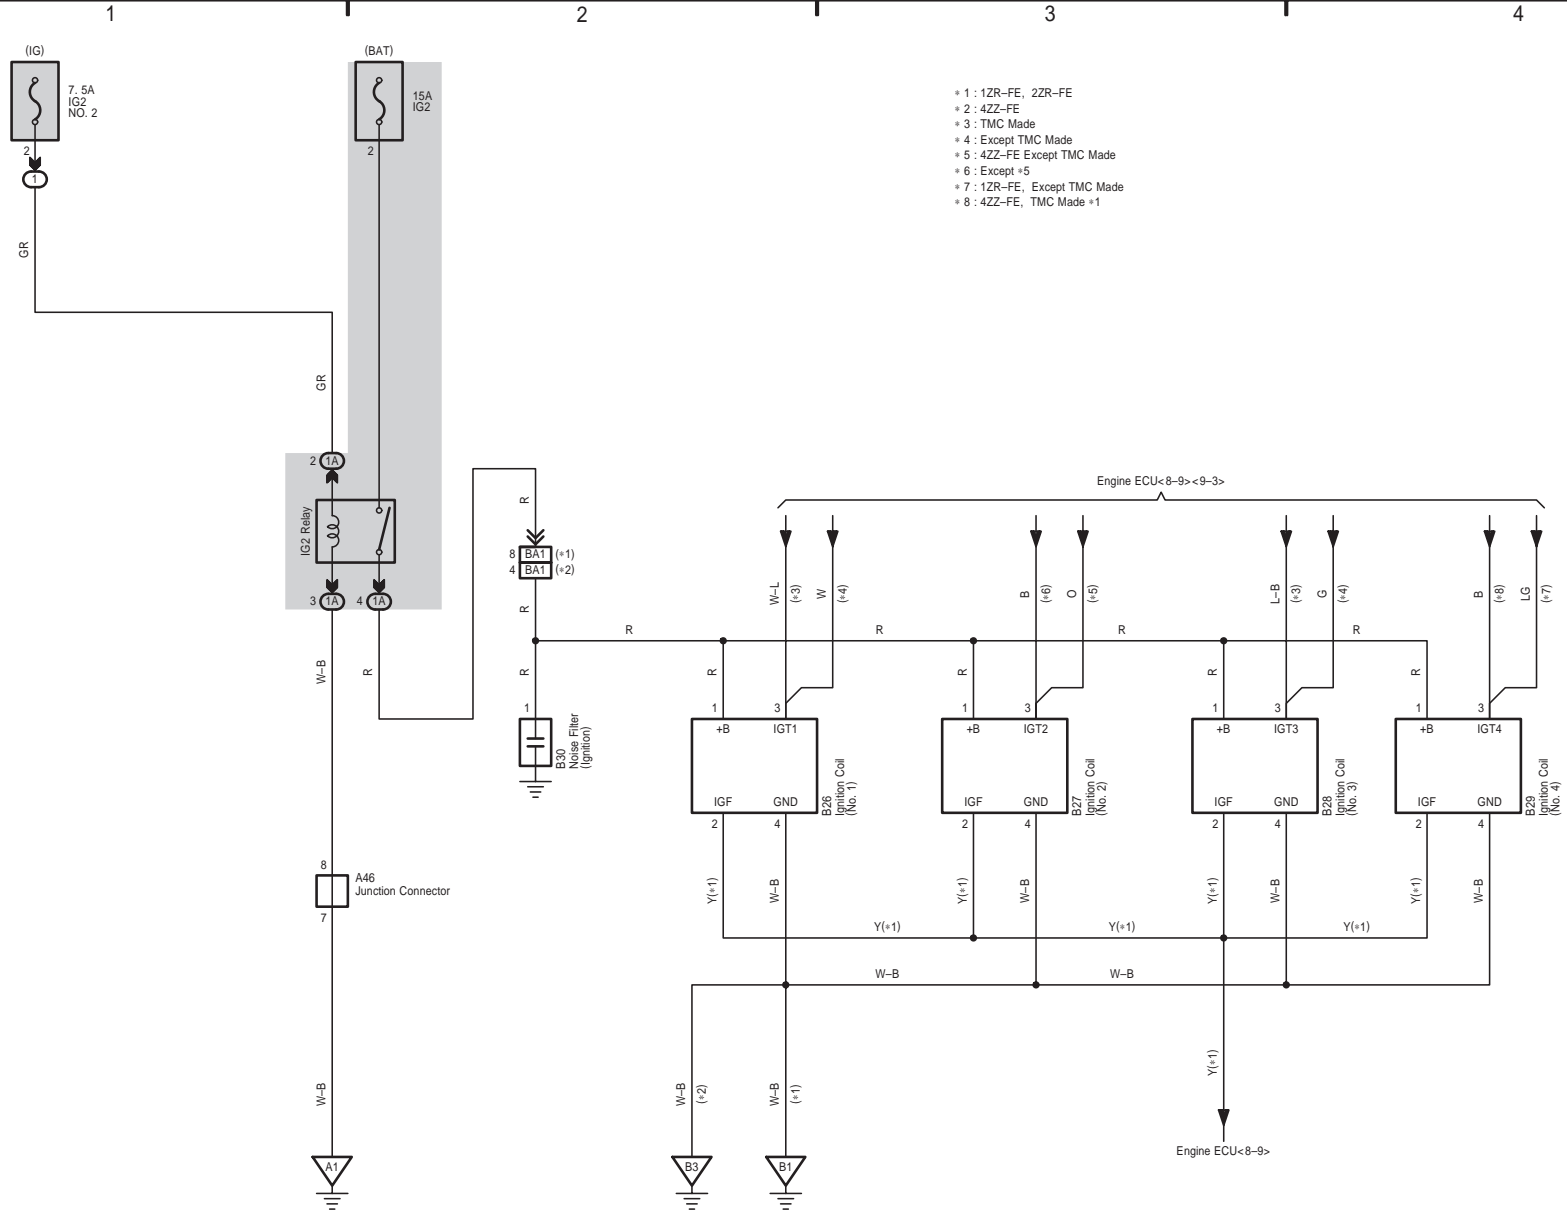 1
2
3
4
(IG)
7. 5A
IG2
NO. 2
2
1
GR
GR
(BAT)
15A
IG2
2
∗ 1 : 1ZR–FE, 2ZR–FE
∗ 2 : 4ZZ–FE
∗ 3 : TMC Made
∗ 4 : Except TMC Made
∗ 5 : 4ZZ–FE Except TMC Made
∗ 6 : Except ∗5
∗ 7 : 1ZR–FE, Except TMC Made
∗ 8 : 4ZZ–FE, TMC Made ∗1
2
1A
IG2 Relay
3
1A
4
1A
W–B
R
R
8
BA1
(∗1)
4
BA1
(∗2)
R
R
1
B30
Noise Filter
(Ignition)
R
R
R
R
Engine ECU<8–9><9–3>
W–L
(∗3)
W
(∗4)
B
(∗6)
O
(∗5)
L–B
(∗3)
G
(∗4)
B
(∗8)
LG
(∗7)
R
R
R
R
1
3
+B
IGT1
IGF
GND
2
4
B26
Ignition Coil
(No. 1)
1
3
+B
IGT2
IGF
GND
2
4
B27
Ignition Coil
(No. 2)
1
3
+B
IGT3
IGF
GND
2
4
B28
Ignition Coil
(No. 3)
1
3
+B
IGT4
IGF
GND
2
4
B29
Ignition Coil
(No. 4)
8
A46
Junction Connector
7
Y(∗1)
W–B
Y(∗1)
W–B
Y(∗1)
W–B
Y(∗1)
W–B
Y(∗1)
Y(∗1)
Y(∗1)
W–B
W–B
W–B
W–B
(∗2)
W–B
(∗1)
Y(∗1)
Engine ECU<8–9>
A1
B3
B1